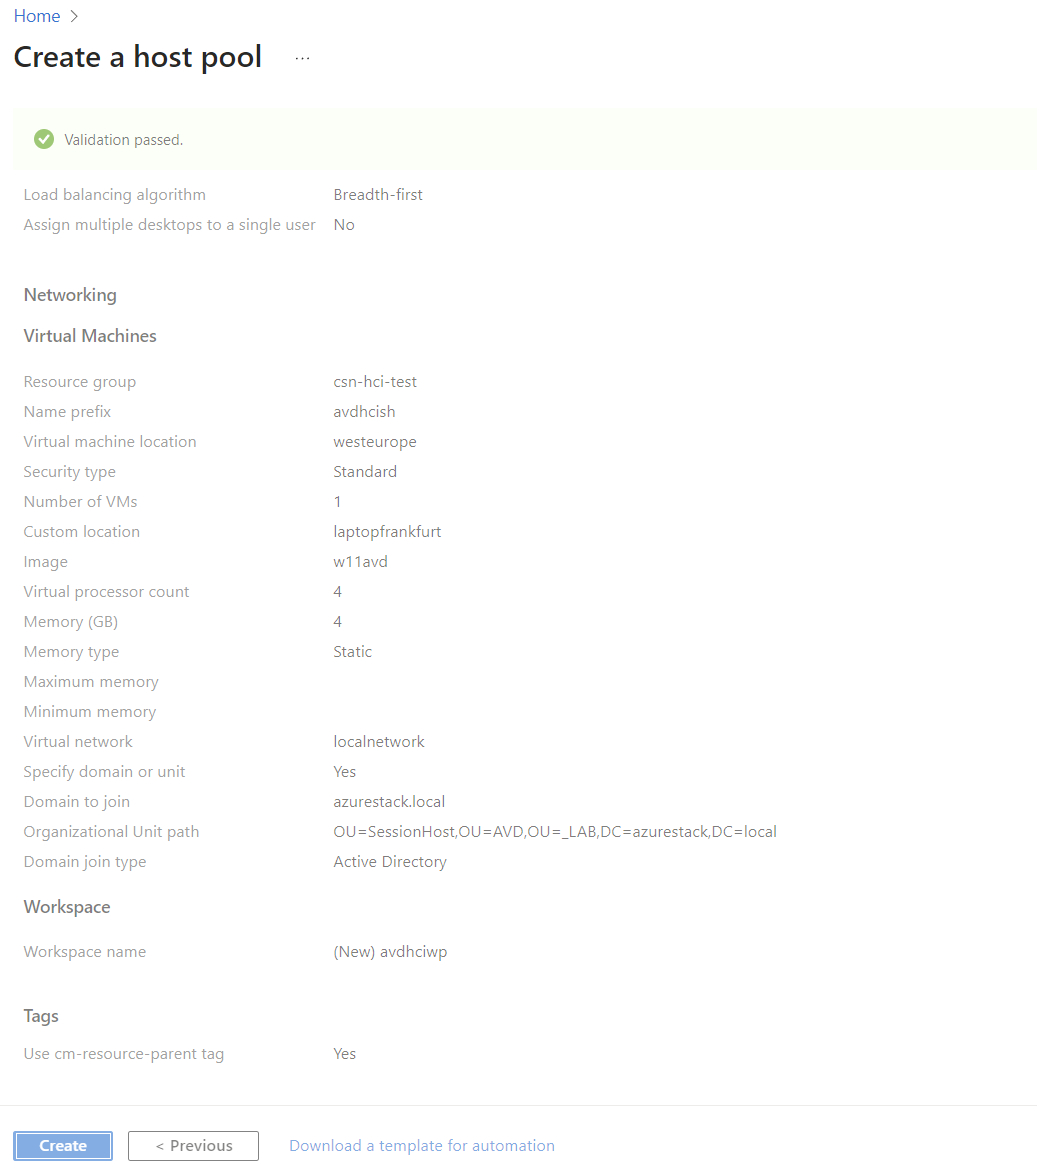 Home >
Create a host pool ...
Validation passed.
Load balancing algorithm Breadth-first
Assign multiple desktops to a single user No
Networking
Virtual Machines
Resource group csn-hci-test
Name prefix avdhcish
Virtual machine location westeurope
Security type Standard
Number of VMs 1
Custom location laptopfrankfurt
Image w11avd
Virtual processor count 4
Memory (GB) 4
Memory type Static
Maximum memory
Minimum memory
Virtual network localnetwork
Specify domain or unit Yes
Domain to join azurestack.local
Organizational Unit path OU=SessionHost,OU=AVD,OU=_LAB,DC=azurestack,DC=local
Domain join type Active Directory
Workspace
Workspace name (New) avdhciwp
Tags
Use cm-resource-parent tag Yes
Create < Previous Download a template for automation